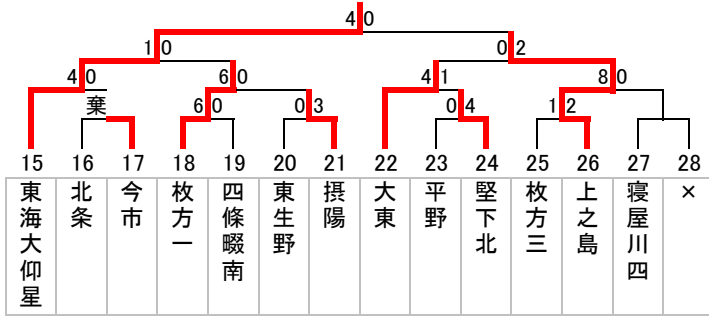 4 0
1 0 0 2
4 0 6 0 4 1 8 0
棄 6 0 0 3 0 4 1 2
15 16 17 18 19 20 21 22 23 24 25 26 27 28
東海大仰星
北条
今市
枚方一
四條畷南
東生野
摂陽
大東
平野
堅下北
枚方三
上之島
寝屋川四
×